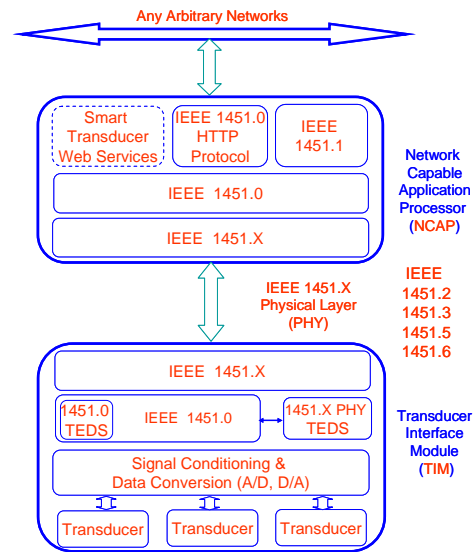 Any Arbitrary Networks
Smart
Transducer
Web Services
IEEE 1451.0
HTTP
Protocol
IEEE
1451.1
IEEE 1451.0
IEEE 1451.X
Network
Capable
Application
Processor
(NCAP)
IEEE 1451.X
Physical Layer
(PHY)
IEEE
1451.2
1451.3
1451.5
1451.6
IEEE 1451.X
1451.0
TEDS
IEEE 1451.0
1451.X PHY
TEDS
Signal Conditioning &
Data Conversion (A/D, D/A)
Transducer
Transducer
Transducer
Transducer
Interface
Module
(TIM)